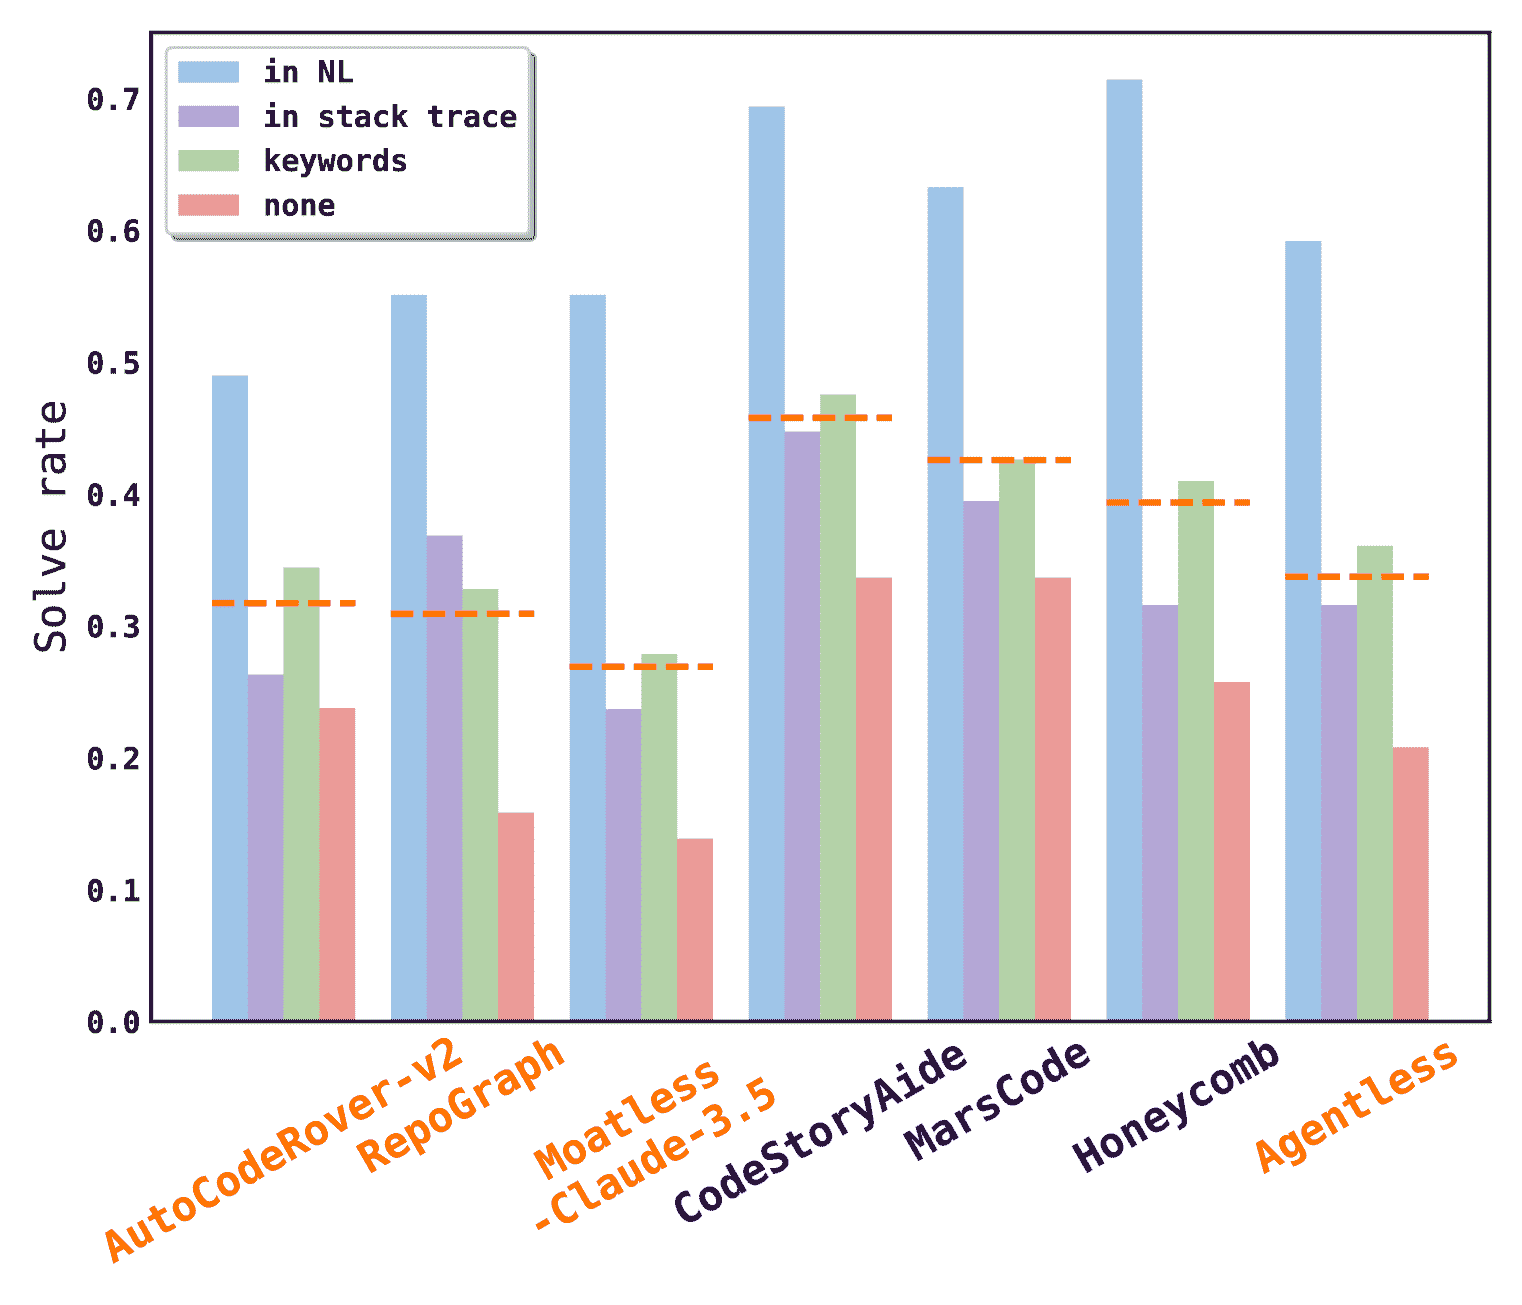 in NL
in stack trace
keywords
none
Solve rate
0.7
0.6
0.5
0.4
0.3
0.2
0.1
0.0
AutoCodeRover-v2
RepoGraph
Moatless
-Claude-3.5
CodeStoryAide
MarsCode
Honeycomb
Agentless